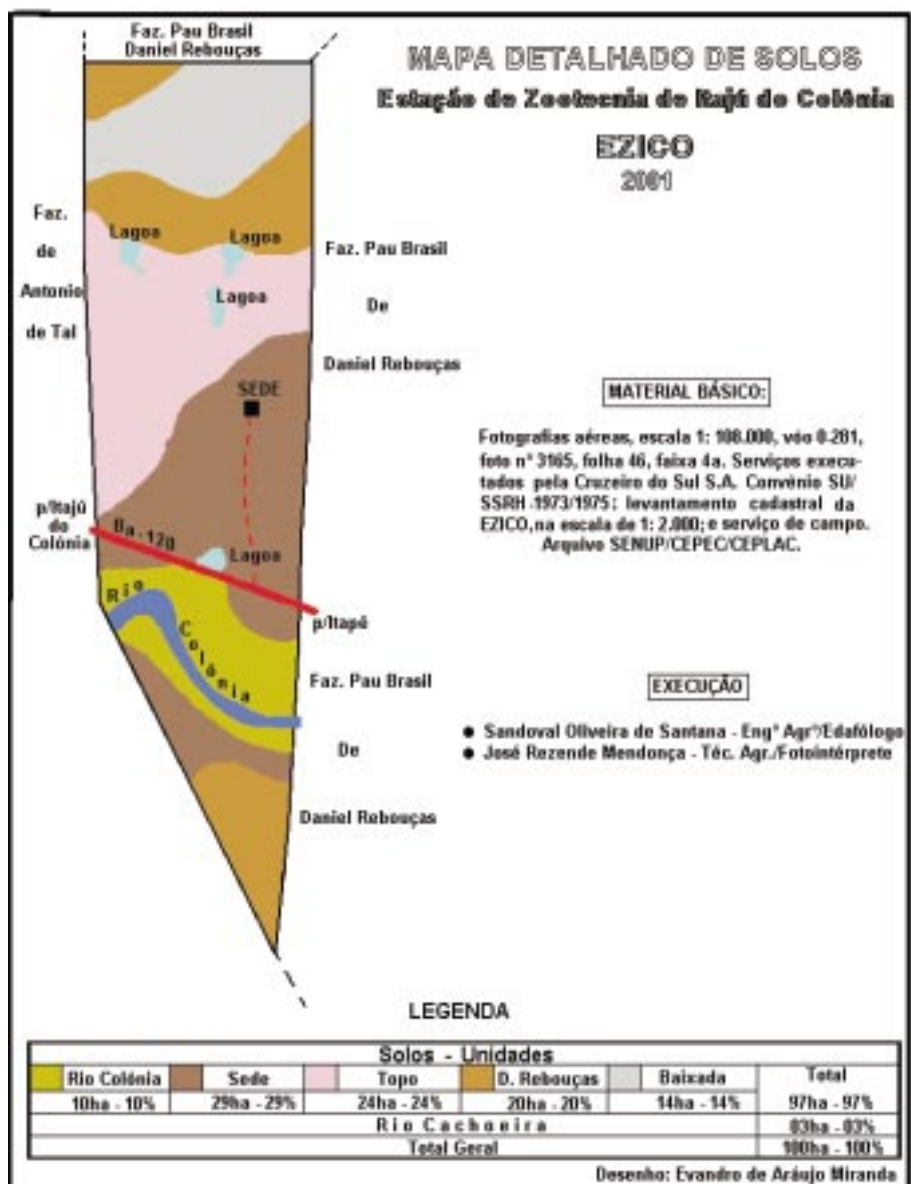 Faz. Pau Brasil
Daniel Rebouças
MAPA DETALHADO DE SOLOS
Estação de Zootecnia de Itajú do Colônia
EZICO
2001
Faz.
de
Antonio
de Tal
Lagoa
Lagoa
Lagoa
Faz. Pau Brasil
De
Daniel Rebouças
SEDE
MATERIAL BÁSICO:
Fotografias aéreas, escala 1: 108.000, vôo 0-281,
foto nº 3165, folha 46, faixa 4a. Serviços execu-
tados pela Cruzeiro do Sul S.A. Convênio SU/
SSRH -1973/1975; levantamento cadastral da
EZICO, na escala de 1: 2.000; e serviço de campo.
Arquivo SENUP/CEPEC/CEPLAC.
p/Itajú
do
Colônia
Ba - 120
Lagoa
p/Itapé
Rio Colônia
Faz. Pau Brasil
De
Daniel Rebouças
EXECUÇÃO
● Sandoval Oliveira de Santana - Engº Agrº/Edafólogo
● José Rezende Mendonça - Téc. Agr./Fotointérprete
LEGENDA
Solos - Unidades
Rio Colônia Sede Topo D. Rebouças Baixada Total
10ha - 10% 29ha - 29% 24ha - 24% 20ha - 20% 14ha - 14% 97ha - 97%
Rio Cachoeira 03ha - 03%
Total Geral 100ha - 100%
Desenho: Evandro de Aráujo Miranda